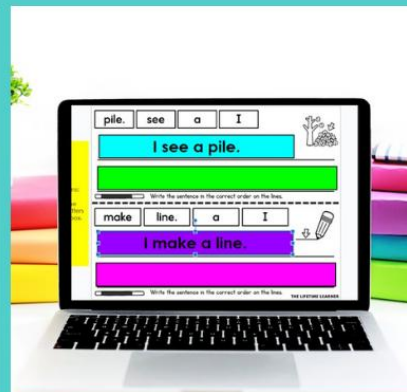 pile. see a I
I see a pile.
Write the sentence in the correct order on the lines.
make line. a I
I make a line.
Write the sentence in the correct order on the lines.
THE LIFETIME LEARNER